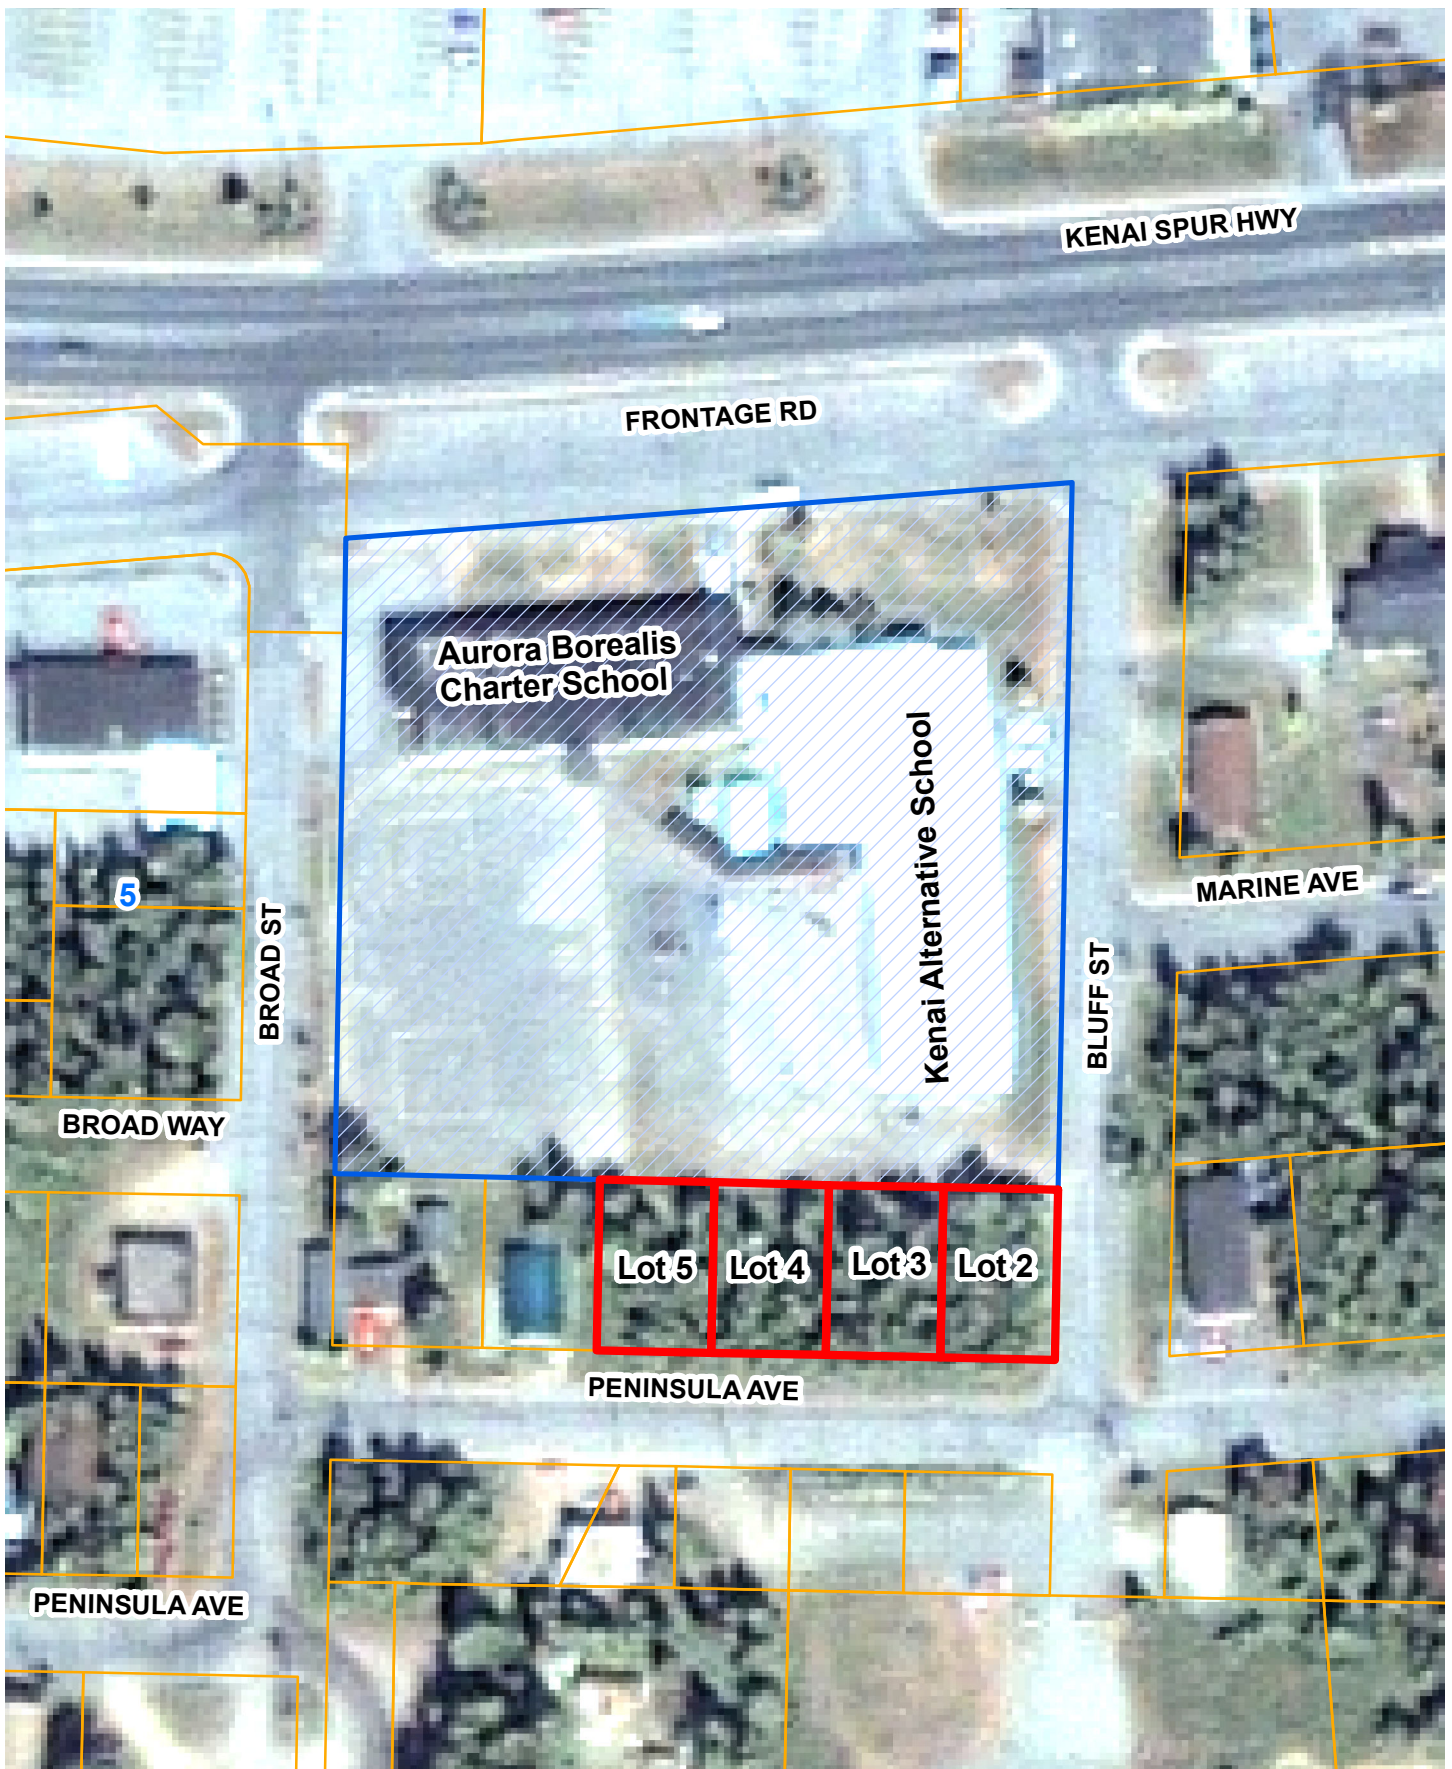 KENAI SPUR HWY
FRONTAGE RD
Aurora Borealis
Charter School
Kenai Alternative School
MARINE AVE
5
BROAD ST
BLUFF ST
BROAD WAY
Lot 5
Lot 4
Lot 3
Lot 2
PENINSULA AVE
PENINSULA AVE